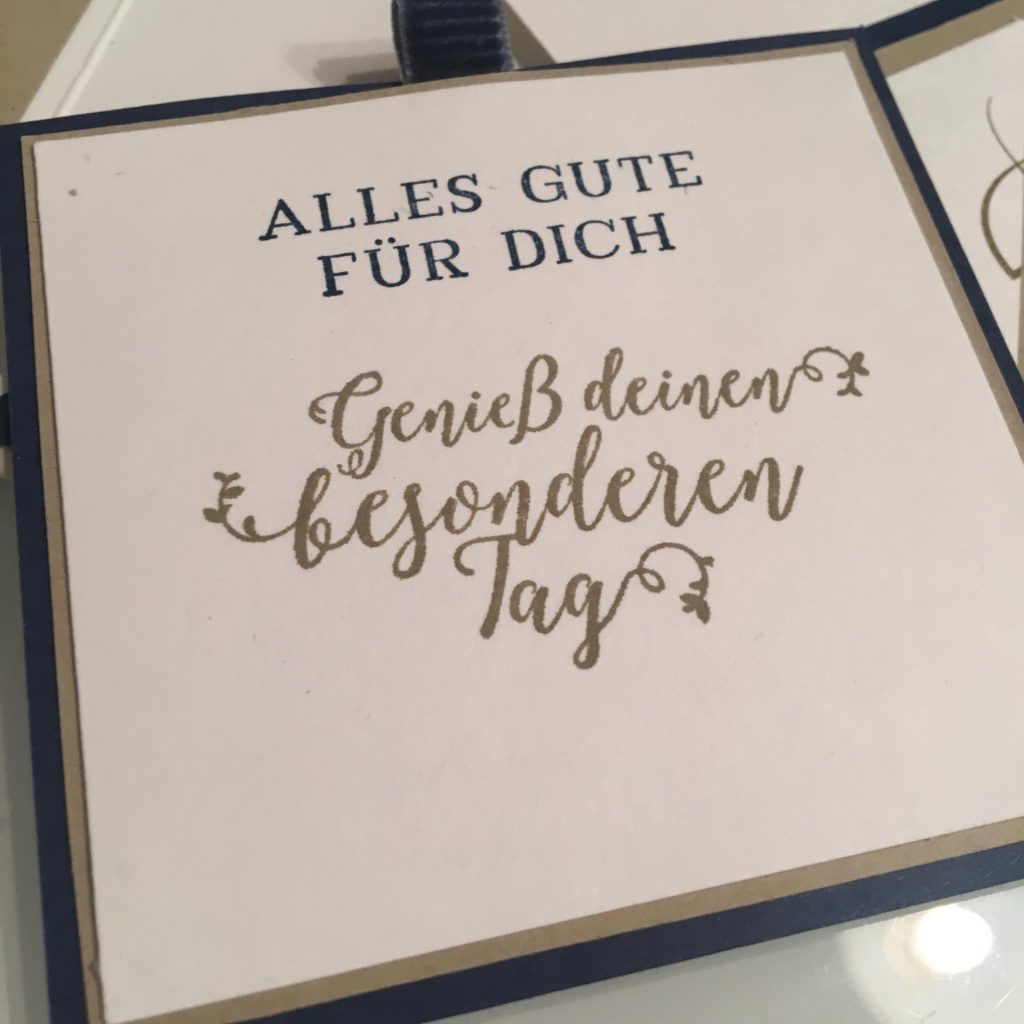 ALLES GUTE
FÜR DICH
Genieß deinen
besonderen
Tag